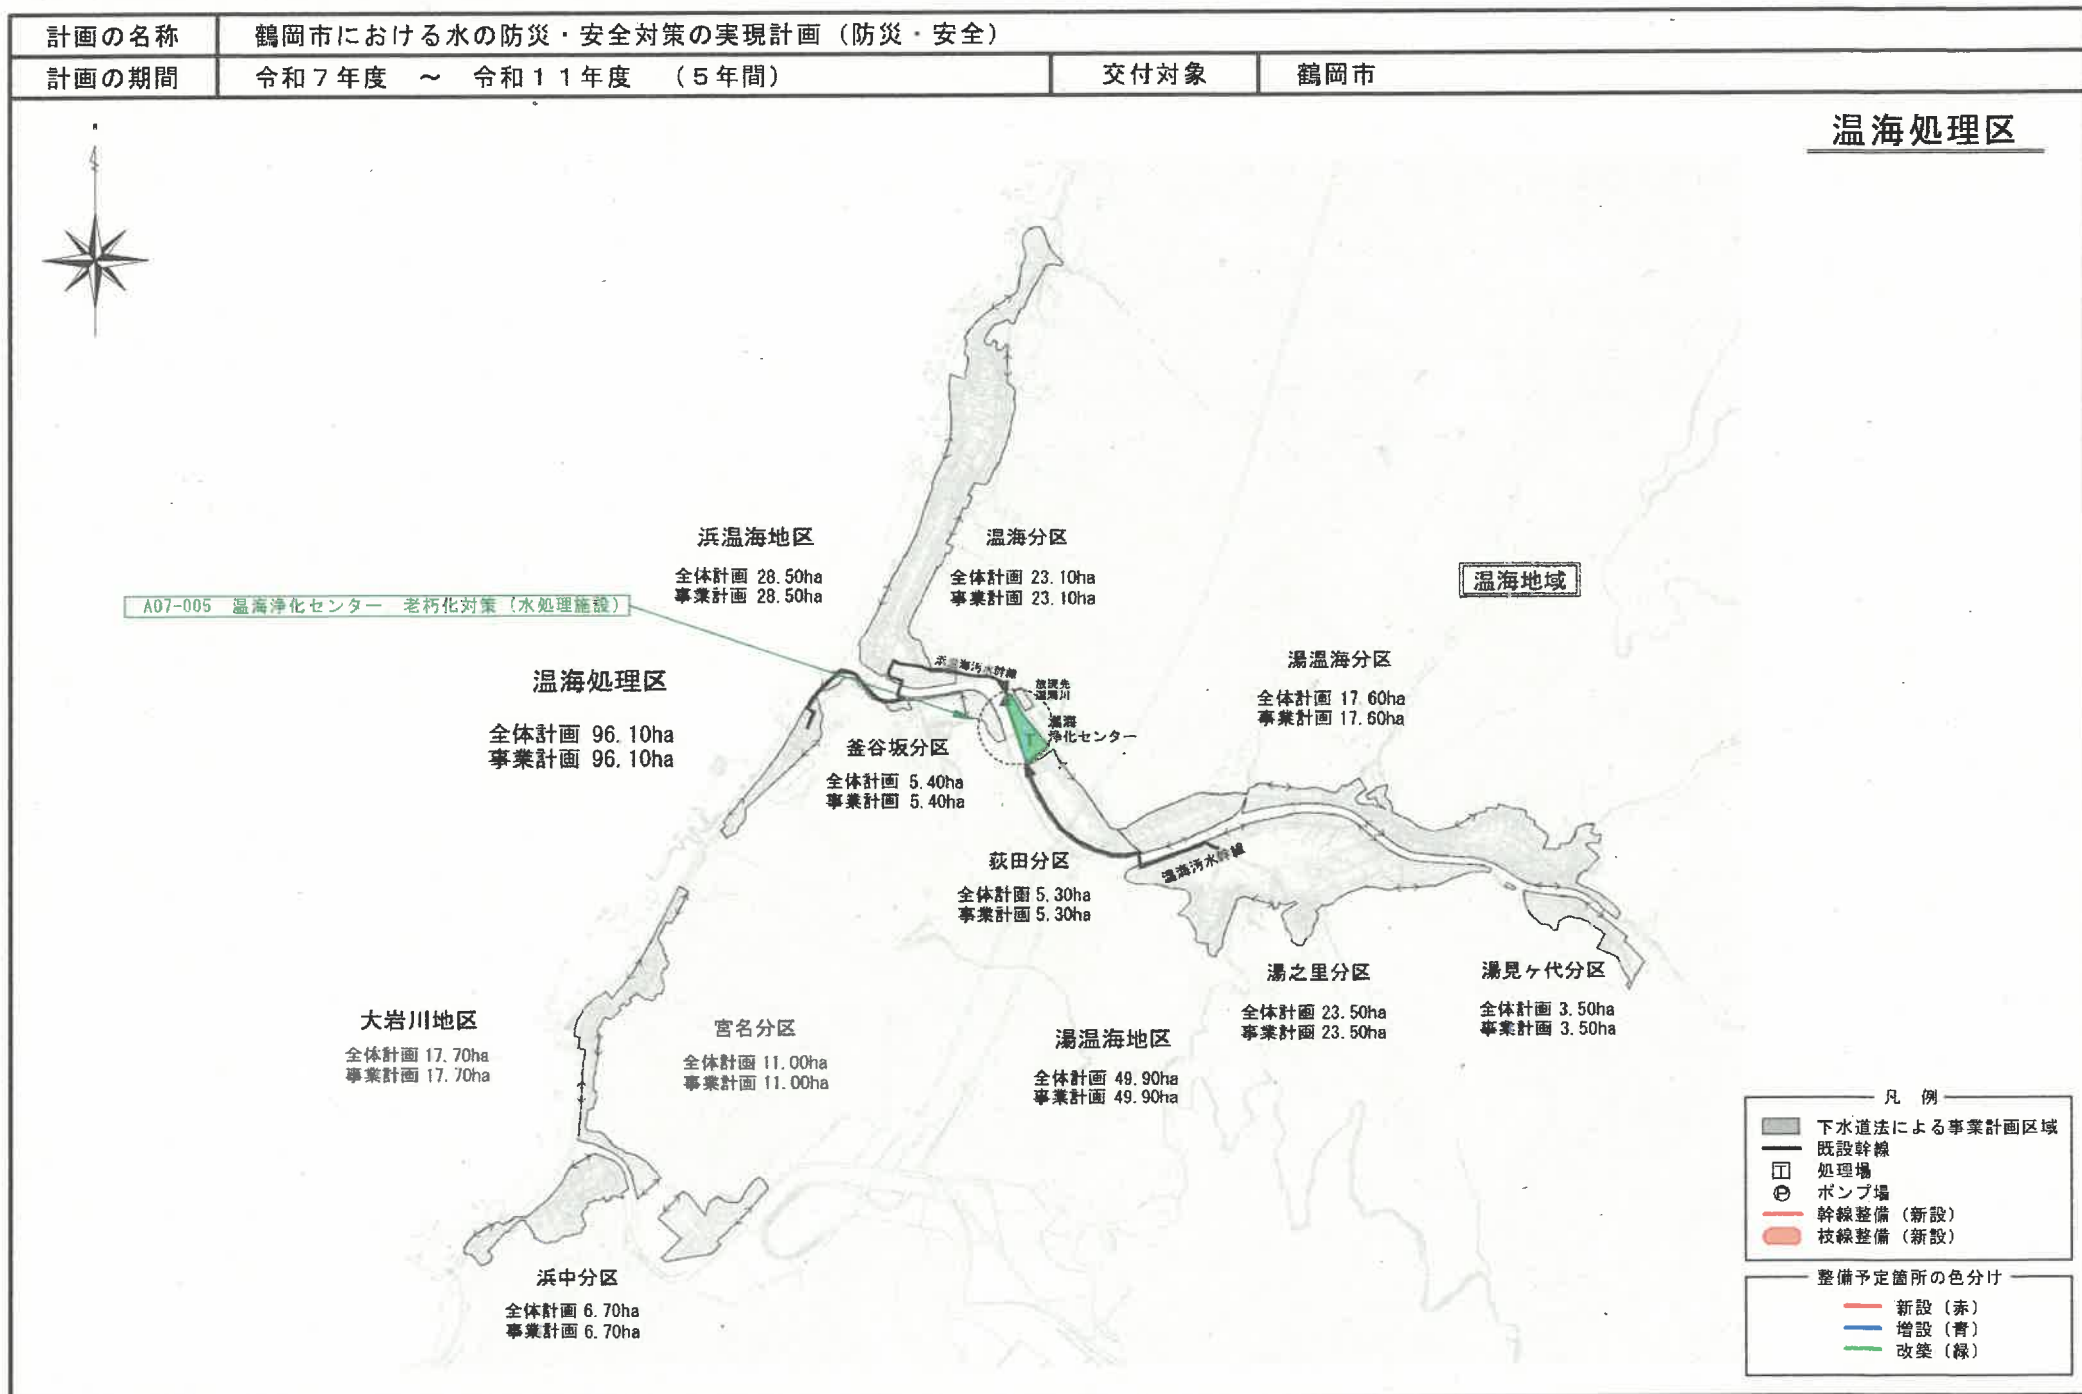 計画の名称 鶴岡市における水の防災・安全対策の実現計画（防災・安全）
計画の期間 令和７年度 ～ 令和１１年度 （５年間） 交付対象 鶴岡市
温海処理区
浜温海地区
全体計画 28.50ha
事業計画 28.50ha
温海分区
全体計画 23.10ha
事業計画 23.10ha
温海地域
A07-005 温海浄化センター 老朽化対策（水処理施設）
温海処理区
全体計画 96.10ha
事業計画 96.10ha
浜温海汚水幹線
放流先
温海川
温海
浄化センター
T
湯温海分区
全体計画 17.60ha
事業計画 17.60ha
釜谷坂分区
全体計画 5.40ha
事業計画 5.40ha
荻田分区
全体計画 5.30ha
事業計画 5.30ha
温海汚水幹線
湯之里分区
全体計画 23.50ha
事業計画 23.50ha
湯見ヶ代分区
全体計画 3.50ha
事業計画 3.50ha
大岩川地区
全体計画 17.70ha
事業計画 17.70ha
宮名分区
全体計画 11.00ha
事業計画 11.00ha
湯温海地区
全体計画 49.90ha
事業計画 49.90ha
浜中分区
全体計画 6.70ha
事業計画 6.70ha
凡 例
下水道法による事業計画区域
既設幹線
T 処理場
P ポンプ場
幹線整備（新設）
枝線整備（新設）
整備予定箇所の色分け
新設（赤）
増設（青）
改築（緑）